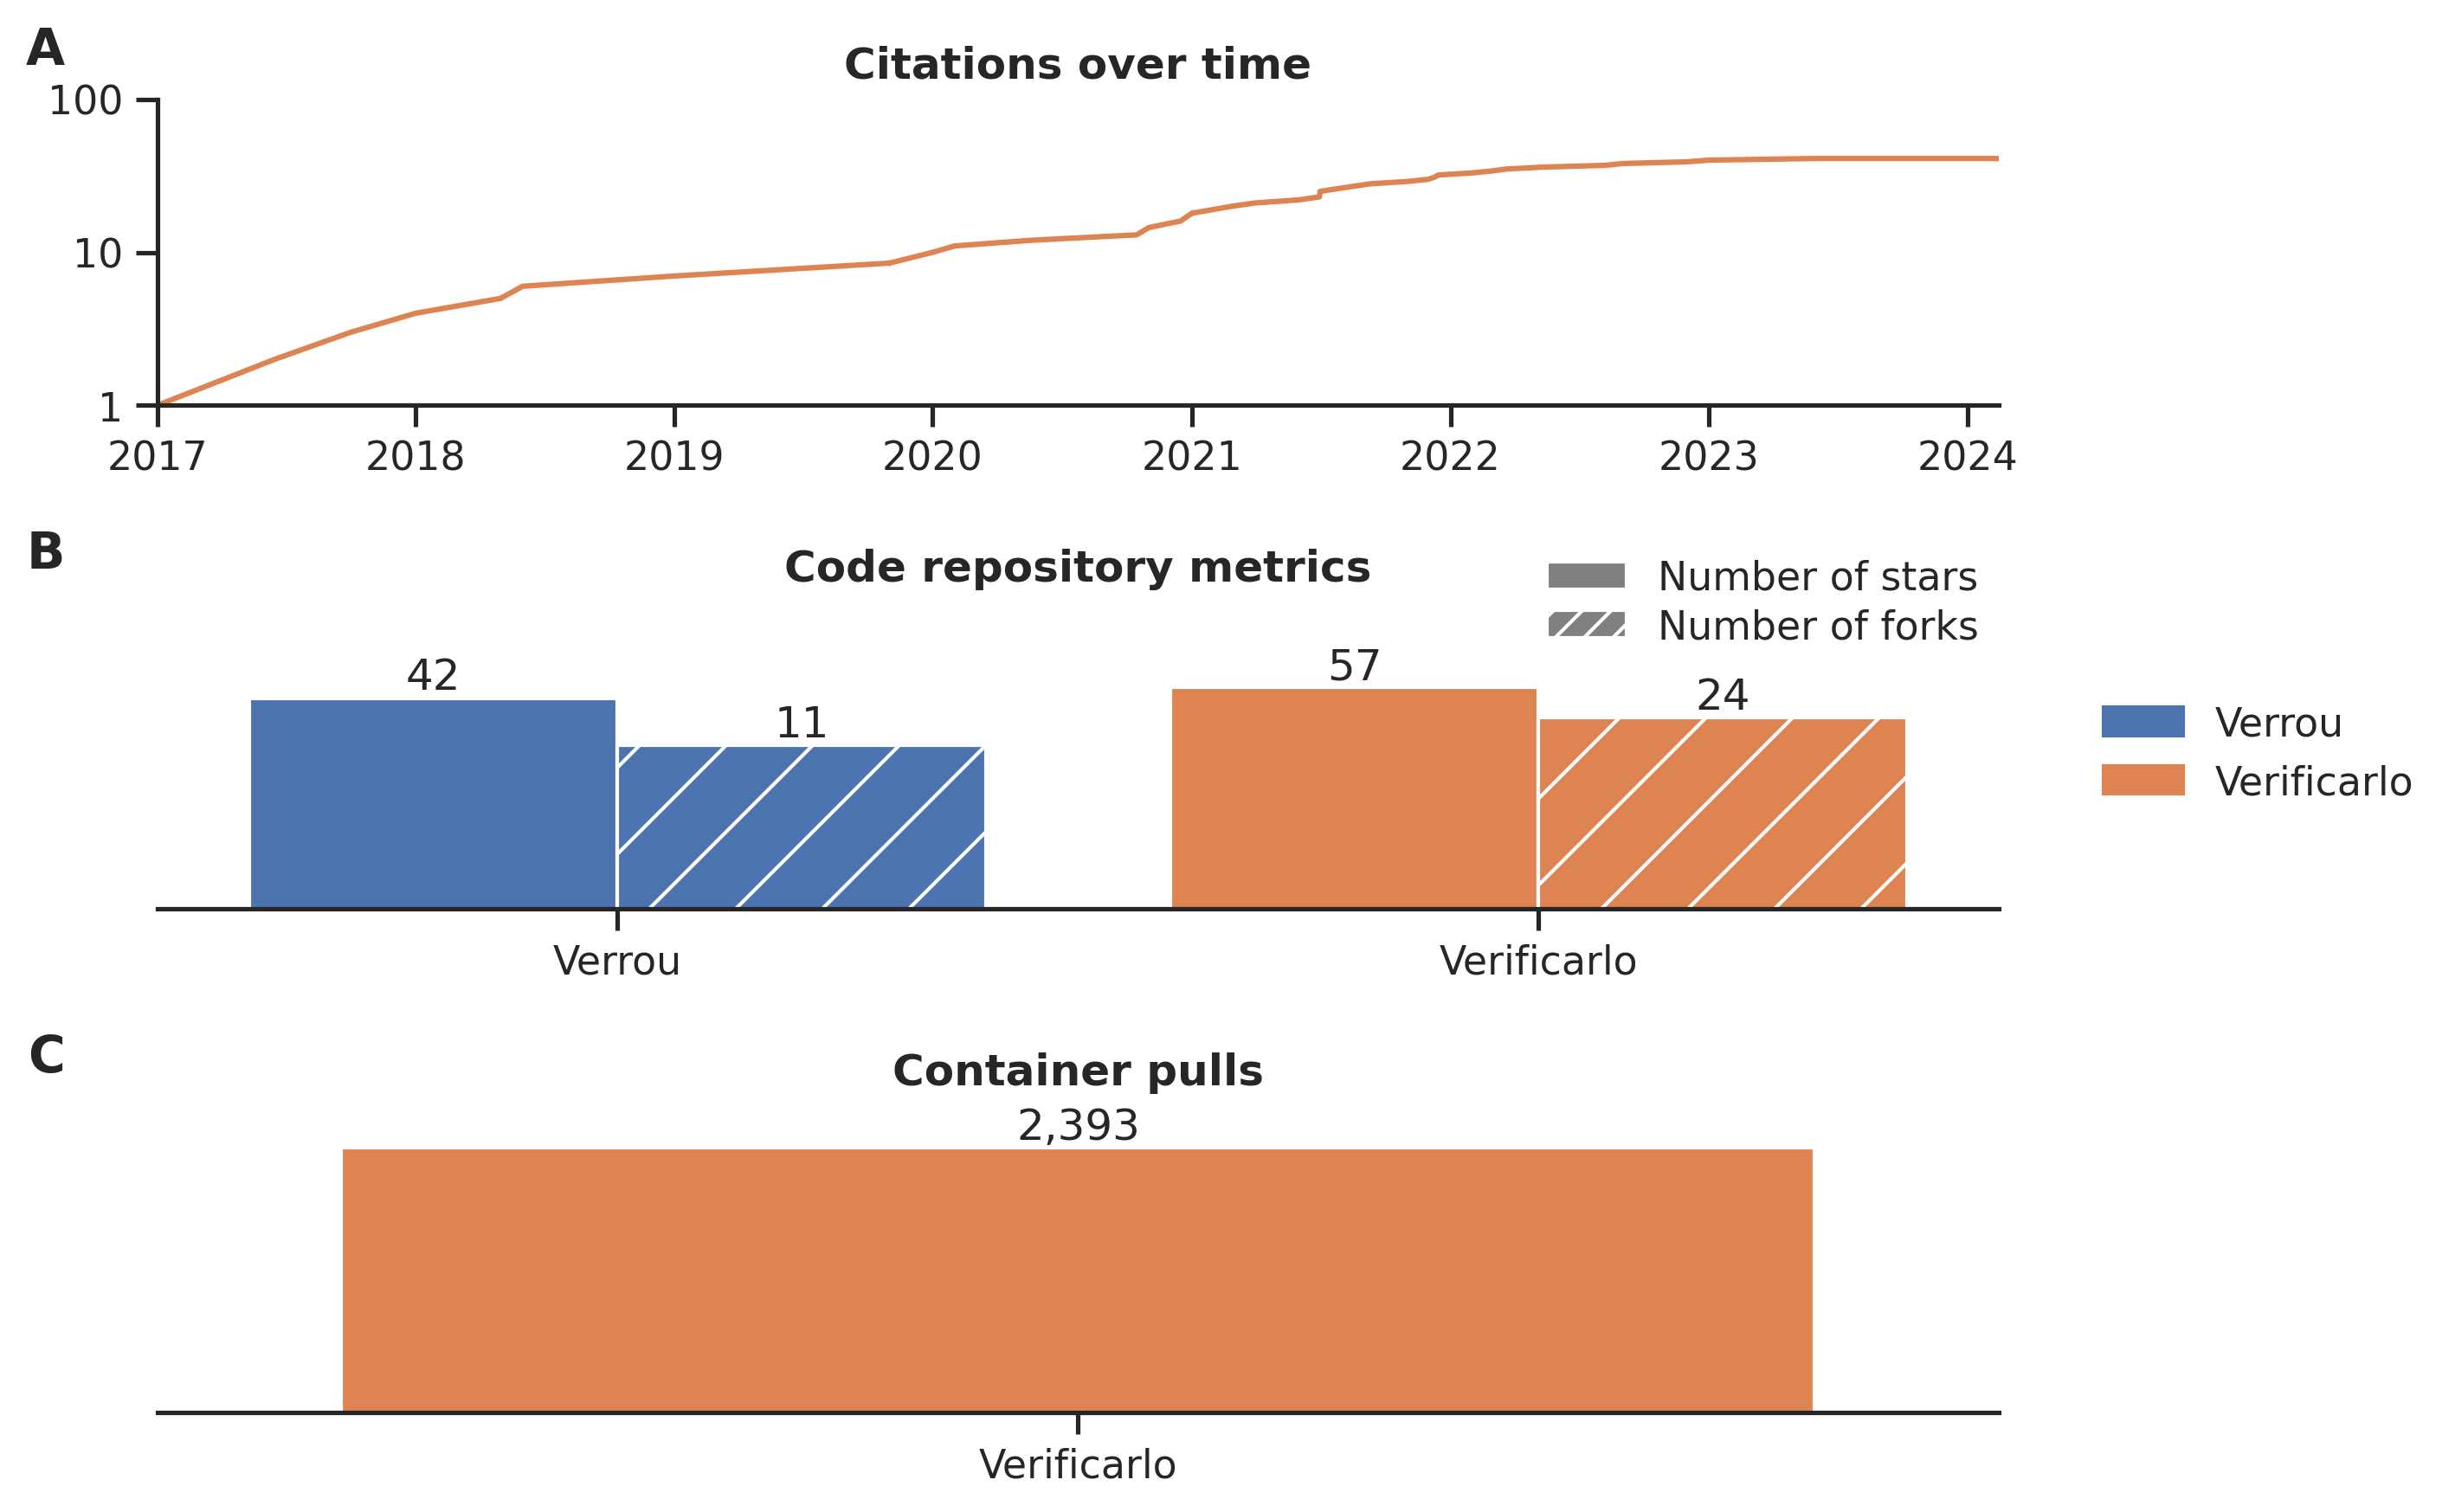 A
Citations over time
100
10
1
2017 2018 2019 2020 2021 2022 2023 2024
B
Code repository metrics
Number of stars
Number of forks
42
11
57
24
Verrou
Verificarlo
Verrou Verificarlo
C
Container pulls
2,393
Verificarlo